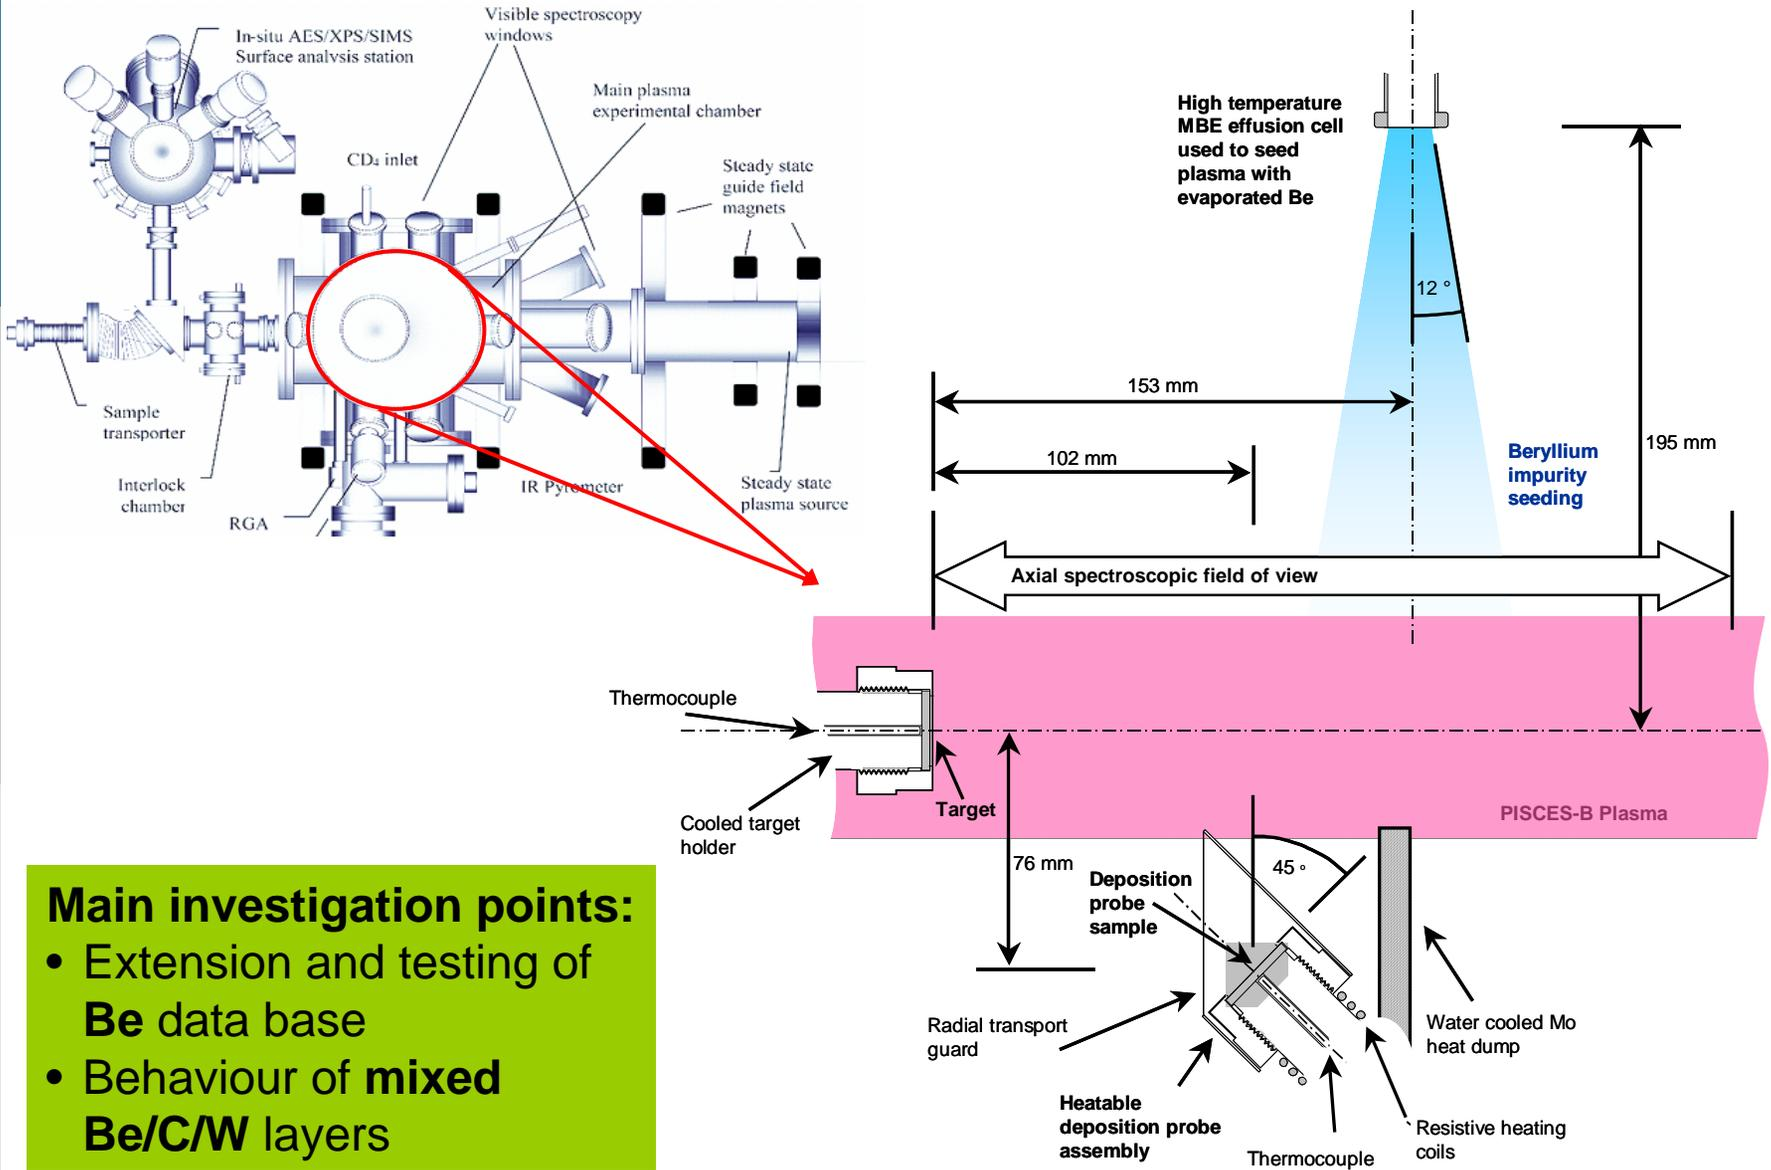 In-situ AES/XPS/SIMS
Surface analysis station
Visible spectroscopy
windows
Main plasma
experimental chamber
CD₄ inlet
Steady state
guide field
magnets
Sample
transporter
Interlock
chamber
RGA
IR Pyrometer
Steady state
plasma source
High temperature
MBE effusion cell
used to seed
plasma with
evaporated Be
12 °
153 mm
102 mm
195 mm
Beryllium
impurity
seeding
Axial spectroscopic field of view
Thermocouple
Cooled target
holder
Target
PISCES-B Plasma
76 mm
45 °
Deposition
probe
sample
Radial transport
guard
Heatable
deposition probe
assembly
Thermocouple
Water cooled Mo
heat dump
Resistive heating
coils
Main investigation points:
• Extension and testing of
Be data base
• Behaviour of mixed
Be/C/W layers